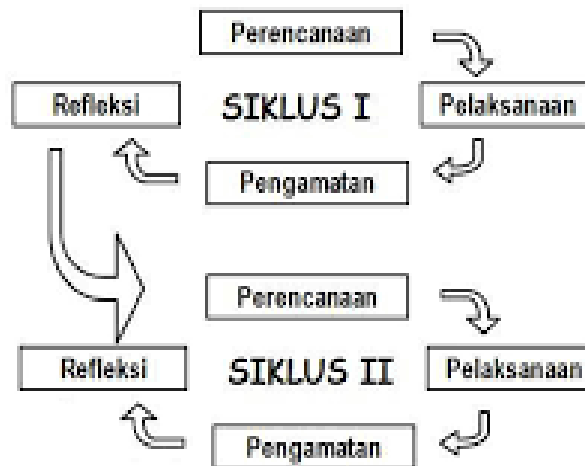 Perencanaan
Refleksi
SIKLUS I
Pelaksanaan
Pengamatan
Perencanaan
Refleksi
SIKLUS II
Pelaksanaan
Pengamatan